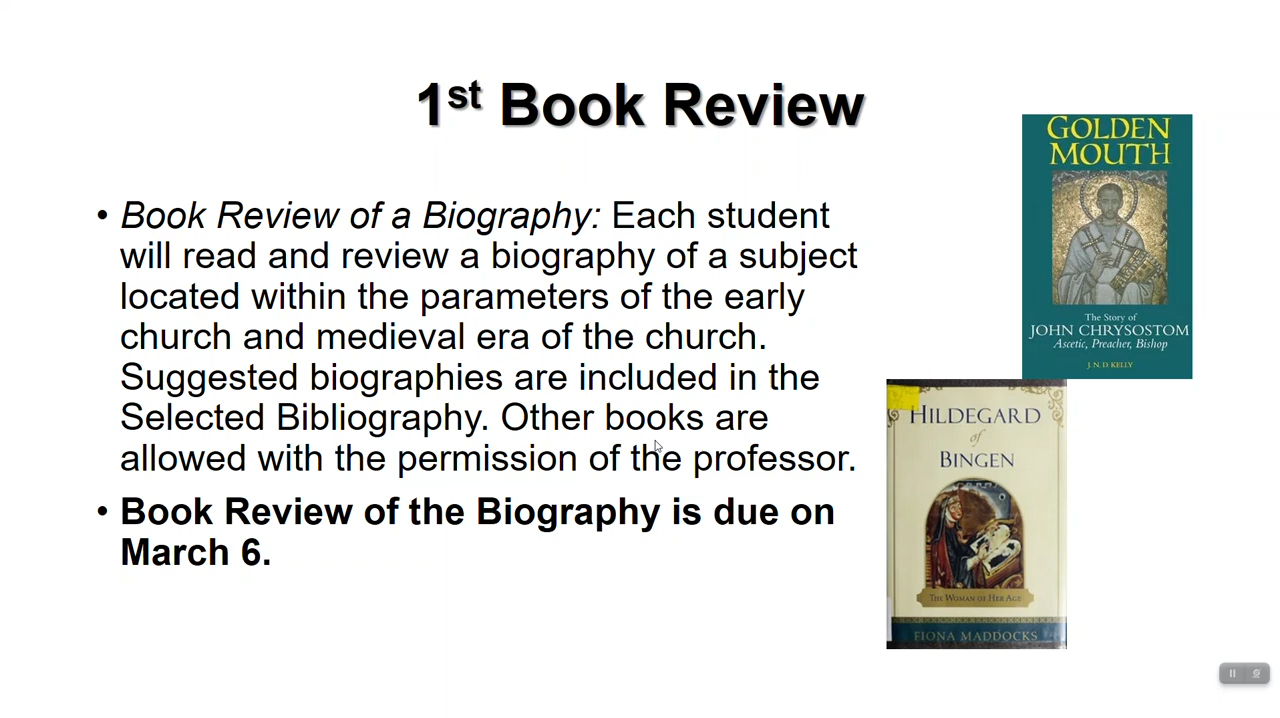 1st Book Review
• Book Review of a Biography: Each student
will read and review a biography of a subject
located within the parameters of the early
church and medieval era of the church.
Suggested biographies are included in the
Selected Bibliography. Other books are
allowed with the permission of the professor.
• Book Review of the Biography is due on
March 6.
GOLDEN
MOUTH
The Story of
JOHN CHRYSOSTOM
Ascetic, Preacher, Bishop
J. N. D. KELLY
HILDEGARD
of
BINGEN
THE WOMAN OF HER AGE
FIONA MADDOCKS